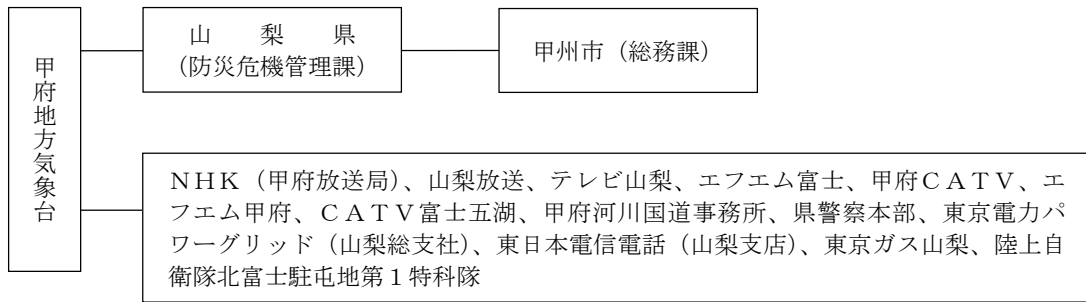 甲府地方気象台
山梨県
(防災危機管理課)
甲州市(総務課)
NHK(甲府放送局)、山梨放送、テレビ山梨、エフエム富士、甲府CATV、エ
フエム甲府、CATV富士五湖、甲府河川国道事務所、県警察本部、東京電力パ
ワーグリッド(山梨総支社)、東日本電信電話(山梨支店)、東京ガス山梨、陸上自
衛隊北富士駐屯地第1特科隊